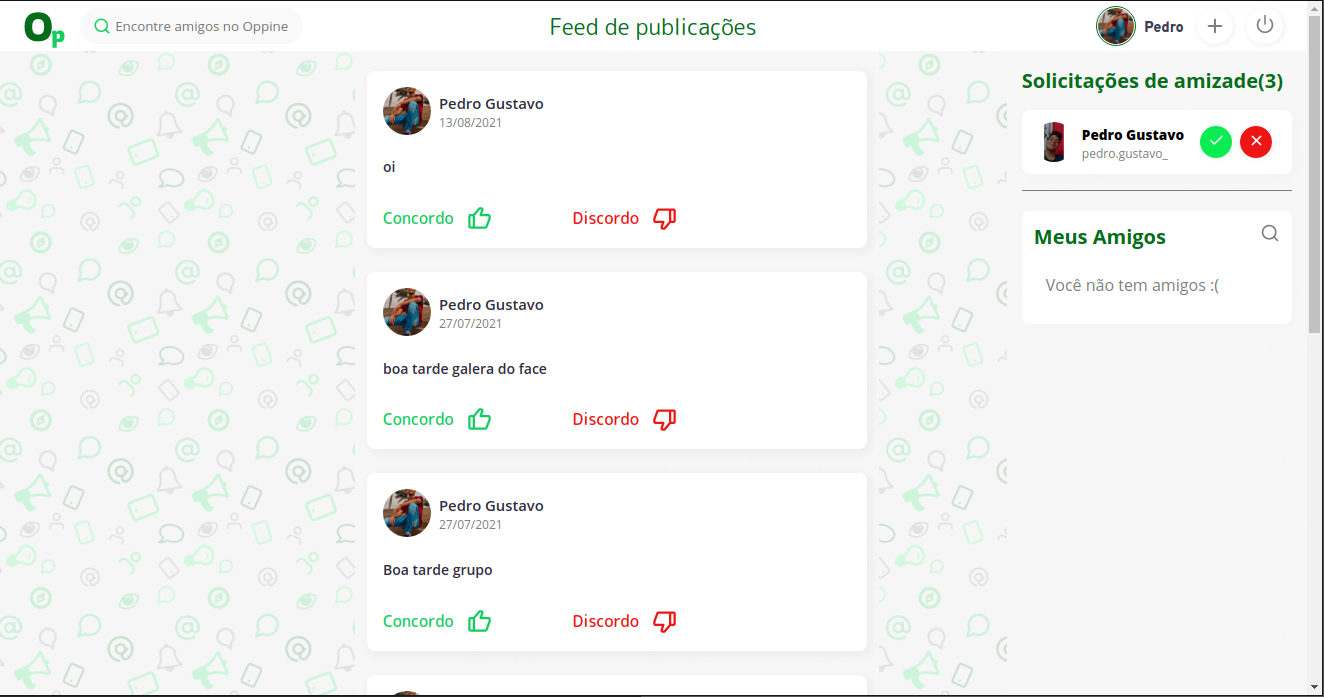 Op
Encontre amigos no Oppine
Feed de publicações
Pedro
Pedro Gustavo
13/08/2021
oi
Concordo
Discordo
Pedro Gustavo
27/07/2021
boa tarde galera do face
Concordo
Discordo
Pedro Gustavo
27/07/2021
Boa tarde grupo
Concordo
Discordo
Solicitações de amizade(3)
Pedro Gustavo
pedro.gustavo_
Meus Amigos
Você não tem amigos :(